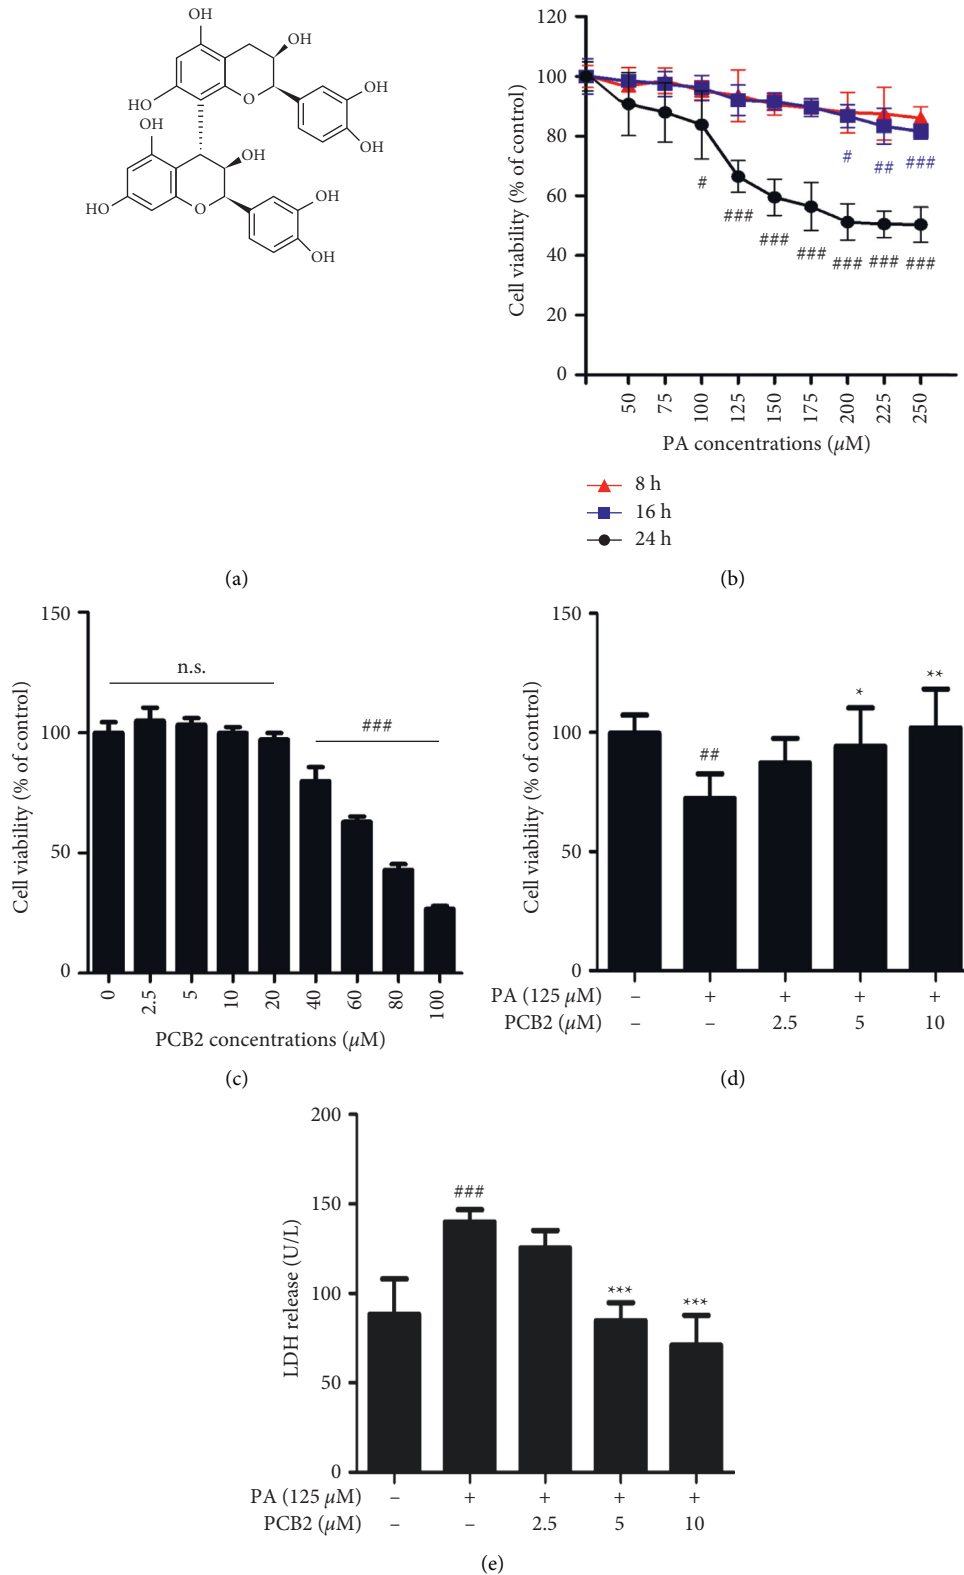 OH
OH
HO
O
OH
OH
OH
OH
OH
HO
O
OH
OH
(a)
Cell viability (% of control)
120
100
80
60
40
20
0
#
##
###
#
###
###
###
###
###
###
50
75
100
125
150
175
200
225
250
PA concentrations (µM)
8 h
16 h
24 h
(b)
Cell viability (% of control)
150
100
50
0
n.s.
###
0
2.5
5
10
20
40
60
80
100
PCB2 concentrations (µM)
(c)
Cell viability (% of control)
150
100
50
0
##
*
**
PA (125 µM) – + + + +
PCB2 (µM) – – 2.5 5 10
(d)
LDH release (U/L)
200
150
100
50
0
###
***
***
PA (125 µM) – + + + +
PCB2 (µM) – – 2.5 5 10
(e)